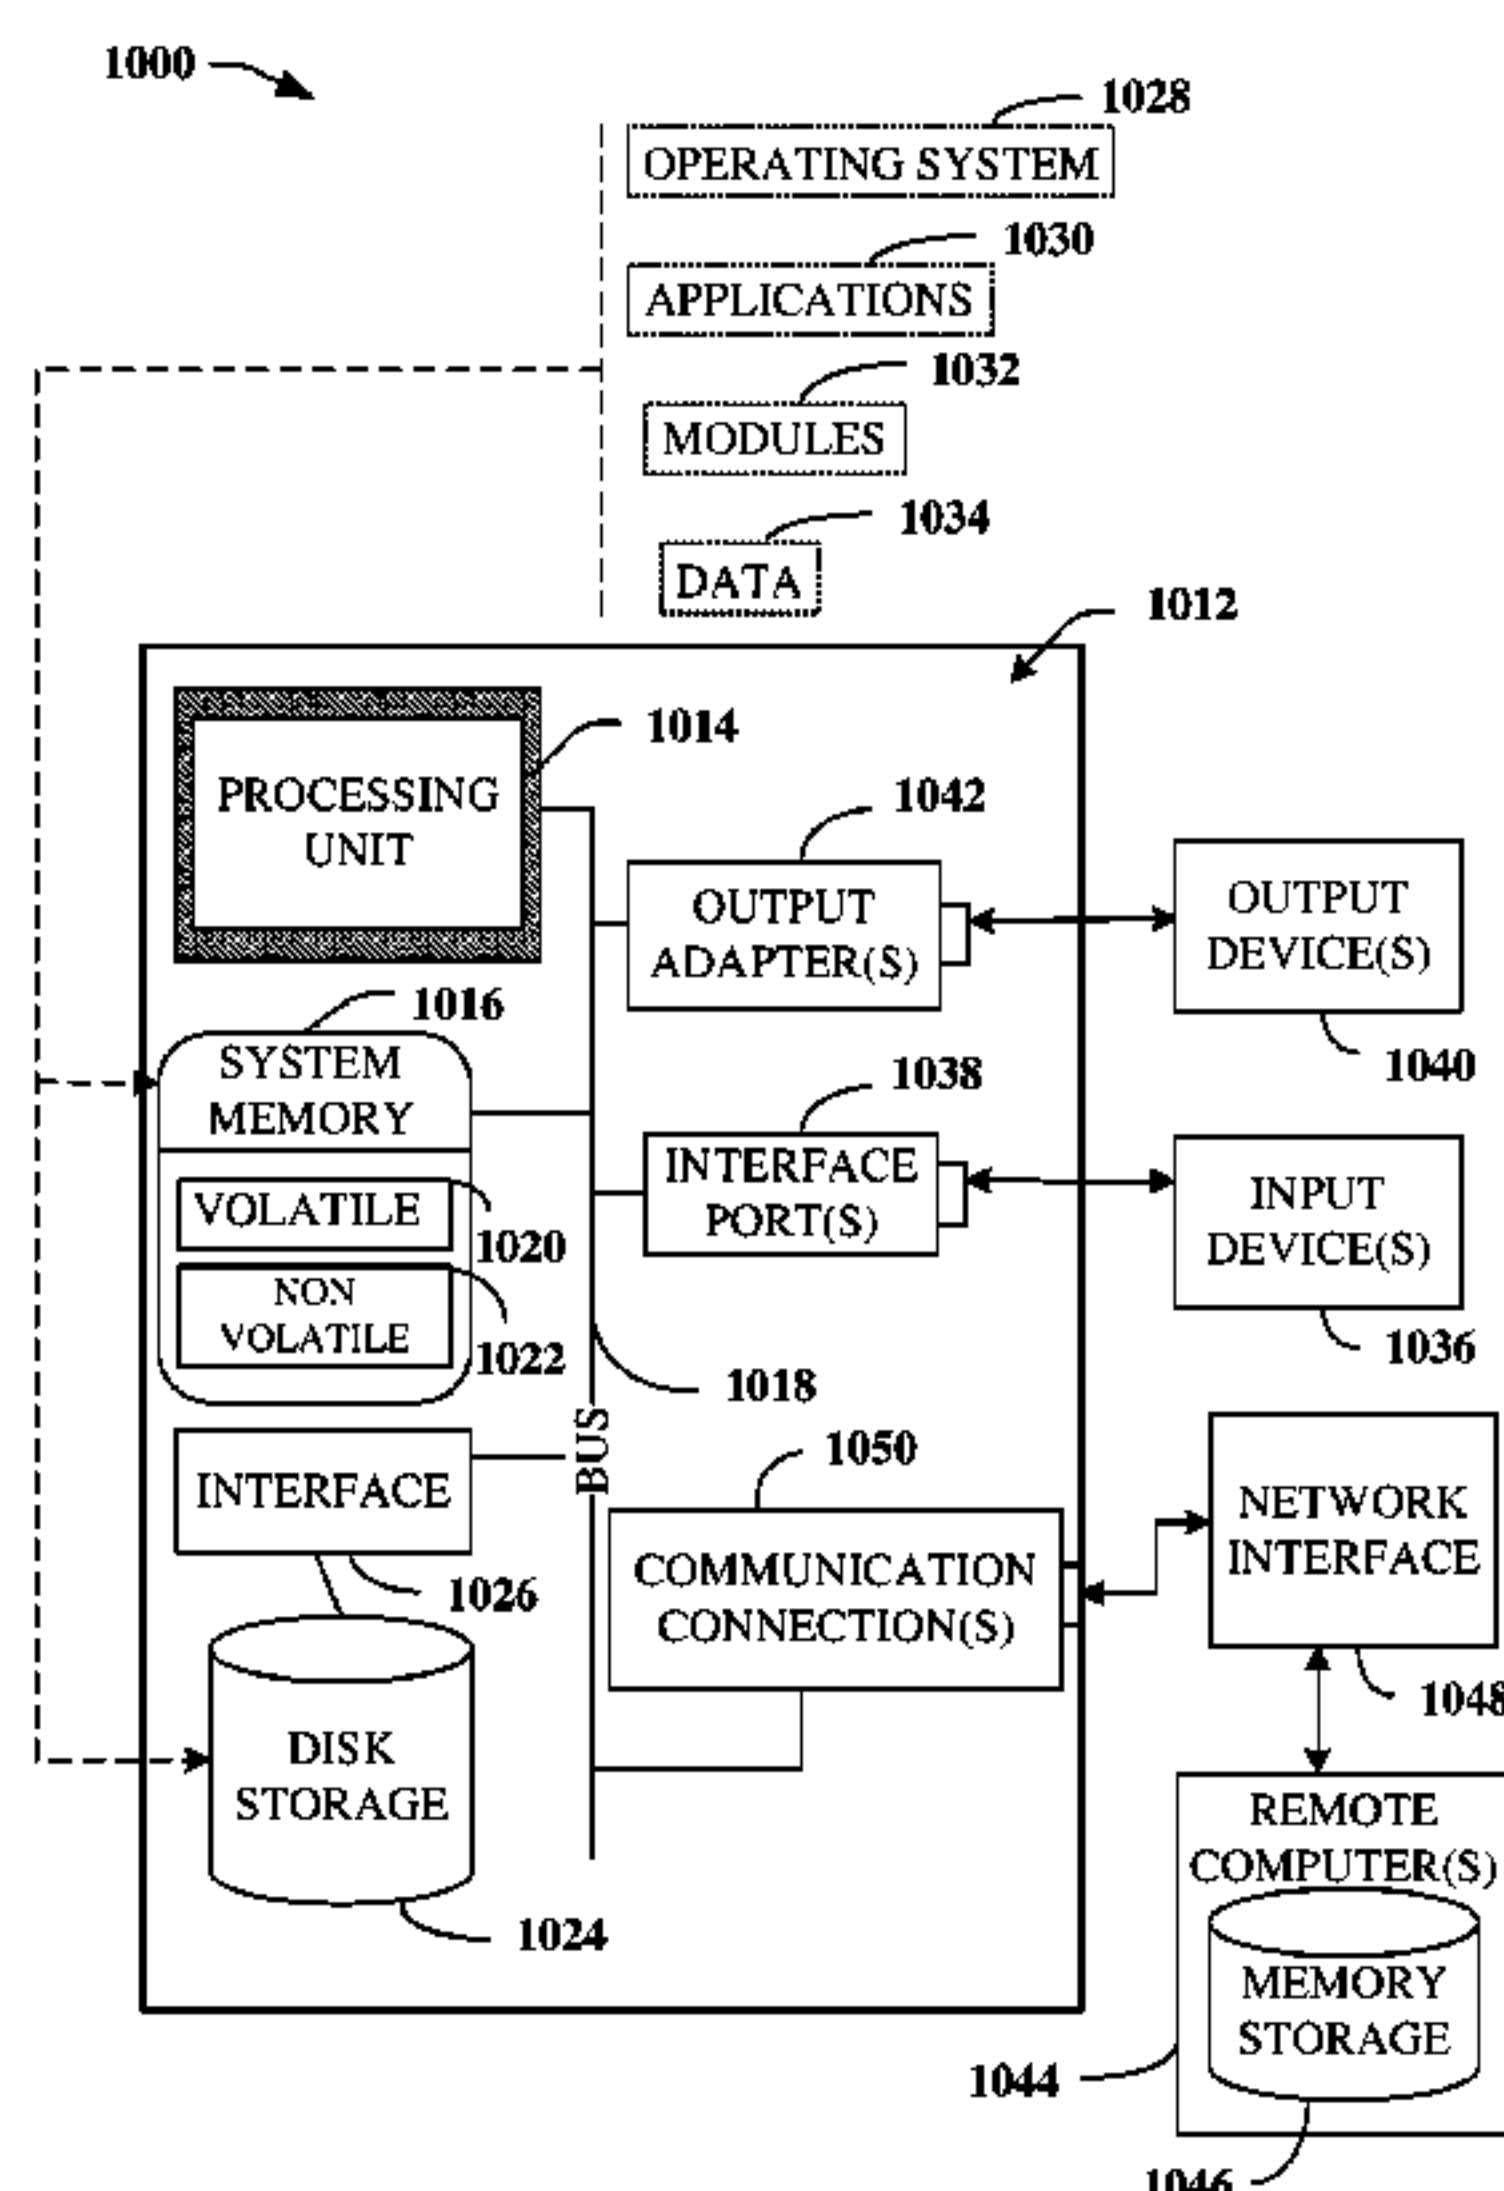 1000
1028
OPERATING SYSTEM
1030
APPLICATIONS
1032
MODULES
1034
DATA
1012
PROCESSING
UNIT
1014
1042
OUTPUT
ADAPTER(S)
OUTPUT
DEVICE(S)
1040
1016
SYSTEM
MEMORY
VOLATILE
1020
NON
VOLATILE
1022
1038
INTERFACE
PORT(S)
INPUT
DEVICE(S)
1036
1018
BUS
INTERFACE
1026
1050
COMMUNICATION
CONNECTION(S)
NETWORK
INTERFACE
1048
DISK
STORAGE
1024
REMOTE
COMPUTER(S)
MEMORY
STORAGE
1044
1046